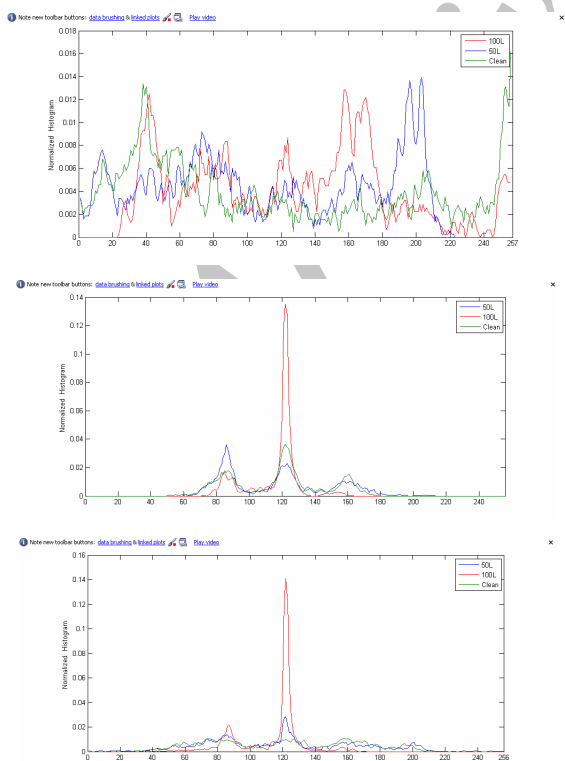 Note new toolbar buttons: data brushing & linked plots Play video
0.018
0.016
0.014
0.012
0.01
0.008
0.006
0.004
0.002
0
Normalized Histogram
100L
50L
Clean
0 20 40 60 80 100 120 140 160 180 200 220 240 257
Note new toolbar buttons: data brushing & linked plots Play video
0.14
0.12
0.1
0.08
0.06
0.04
0.02
0
Normalized Histogram
50L
100L
Clean
0 20 40 60 80 100 120 140 160 180 200 220 240
Note new toolbar buttons: data brushing & linked plots Play video
0.16
0.14
0.12
0.1
0.08
0.06
0.04
0.02
0
Normalized Histogram
50L
100L
Clean
0 20 40 60 80 100 120 140 160 180 200 220 240 256